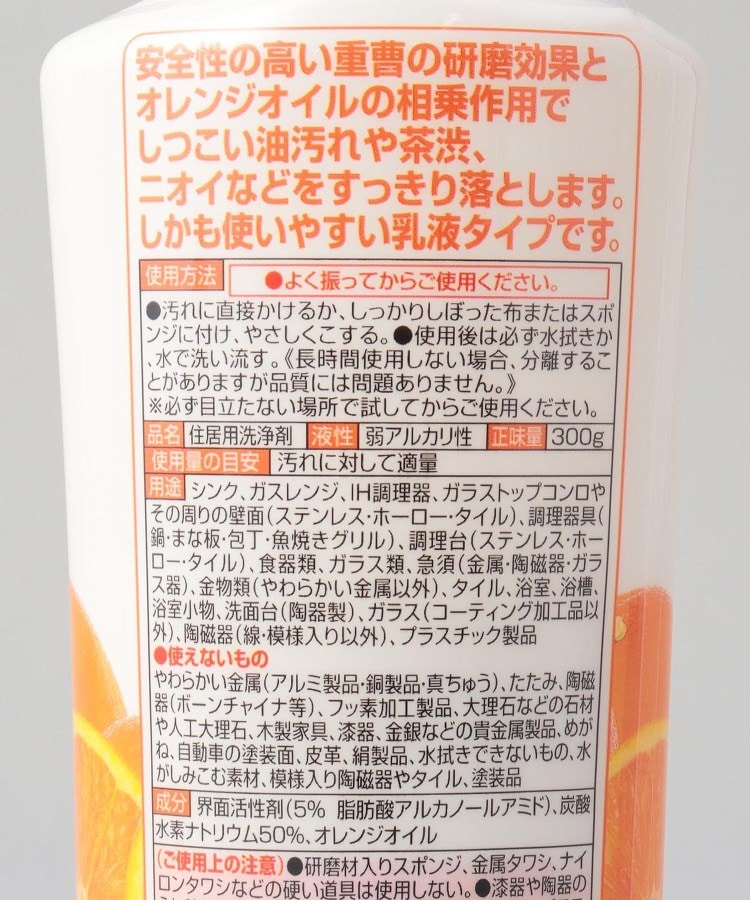 安全性の高い重曹の研磨効果と
オレンジオイルの相乗作用で
しつこい油汚れや茶渋、
ニオイなどをすっきり落とします。
しかも使いやすい乳液タイプです。
使用方法 ●よく振ってからご使用ください。
●汚れに直接かけるか、しっかりしぼった布またはスポ
ンジに付け、やさしくこする。●使用後は必ず水拭きか
、水で洗い流す。《長時間使用しない場合、分離するこ
とがありますが品質には問題ありません。》
※必ず目立たない場所で試してからご使用ください。
品名 住居用洗浄剤 液性 弱アルカリ性 正味量 300g
使用量の目安 汚れに対して適量
用途 シンク、ガスレンジ、IH調理器、ガラストップコンロや
その周りの壁面(ステンレス・ホーロー・タイル)、調理器具(
鍋・まな板・包丁・魚焼きグリル)、調理台(ステンレス・ホー
ロー・タイル)、食器類、ガラス類、急須(金属・陶磁器・ガラ
ス器)、金物類(やわらかい金属以外)、タイル、浴室、浴槽、
浴室小物、洗面台(陶器製)、ガラス(コーティング加工品以
外)、陶磁器(線・模様入り以外)、プラスチック製品
●使えないもの
やわらかい金属(アルミ製品・銅製品・真ちゅう)、たたみ、陶磁
器(ボーンチャイナ等)、フッ素加工製品、大理石などの石材
や人工大理石、木製家具、漆器、金銀などの貴金属製品、めが
ね、自動車の塗装面、皮革、絹製品、水拭きできないもの、水
がしみこむ素材、模様入り陶磁器やタイル、塗装品
成分 界面活性剤(5% 脂肪酸アルカノールアミド)、炭酸
水素ナトリウム50%、オレンジオイル
(ご使用上の注意)●研磨材入りスポンジ、金属タワシ、ナイ
ロンタワシなどの硬い道具は使用しない。●漆器や陶器の